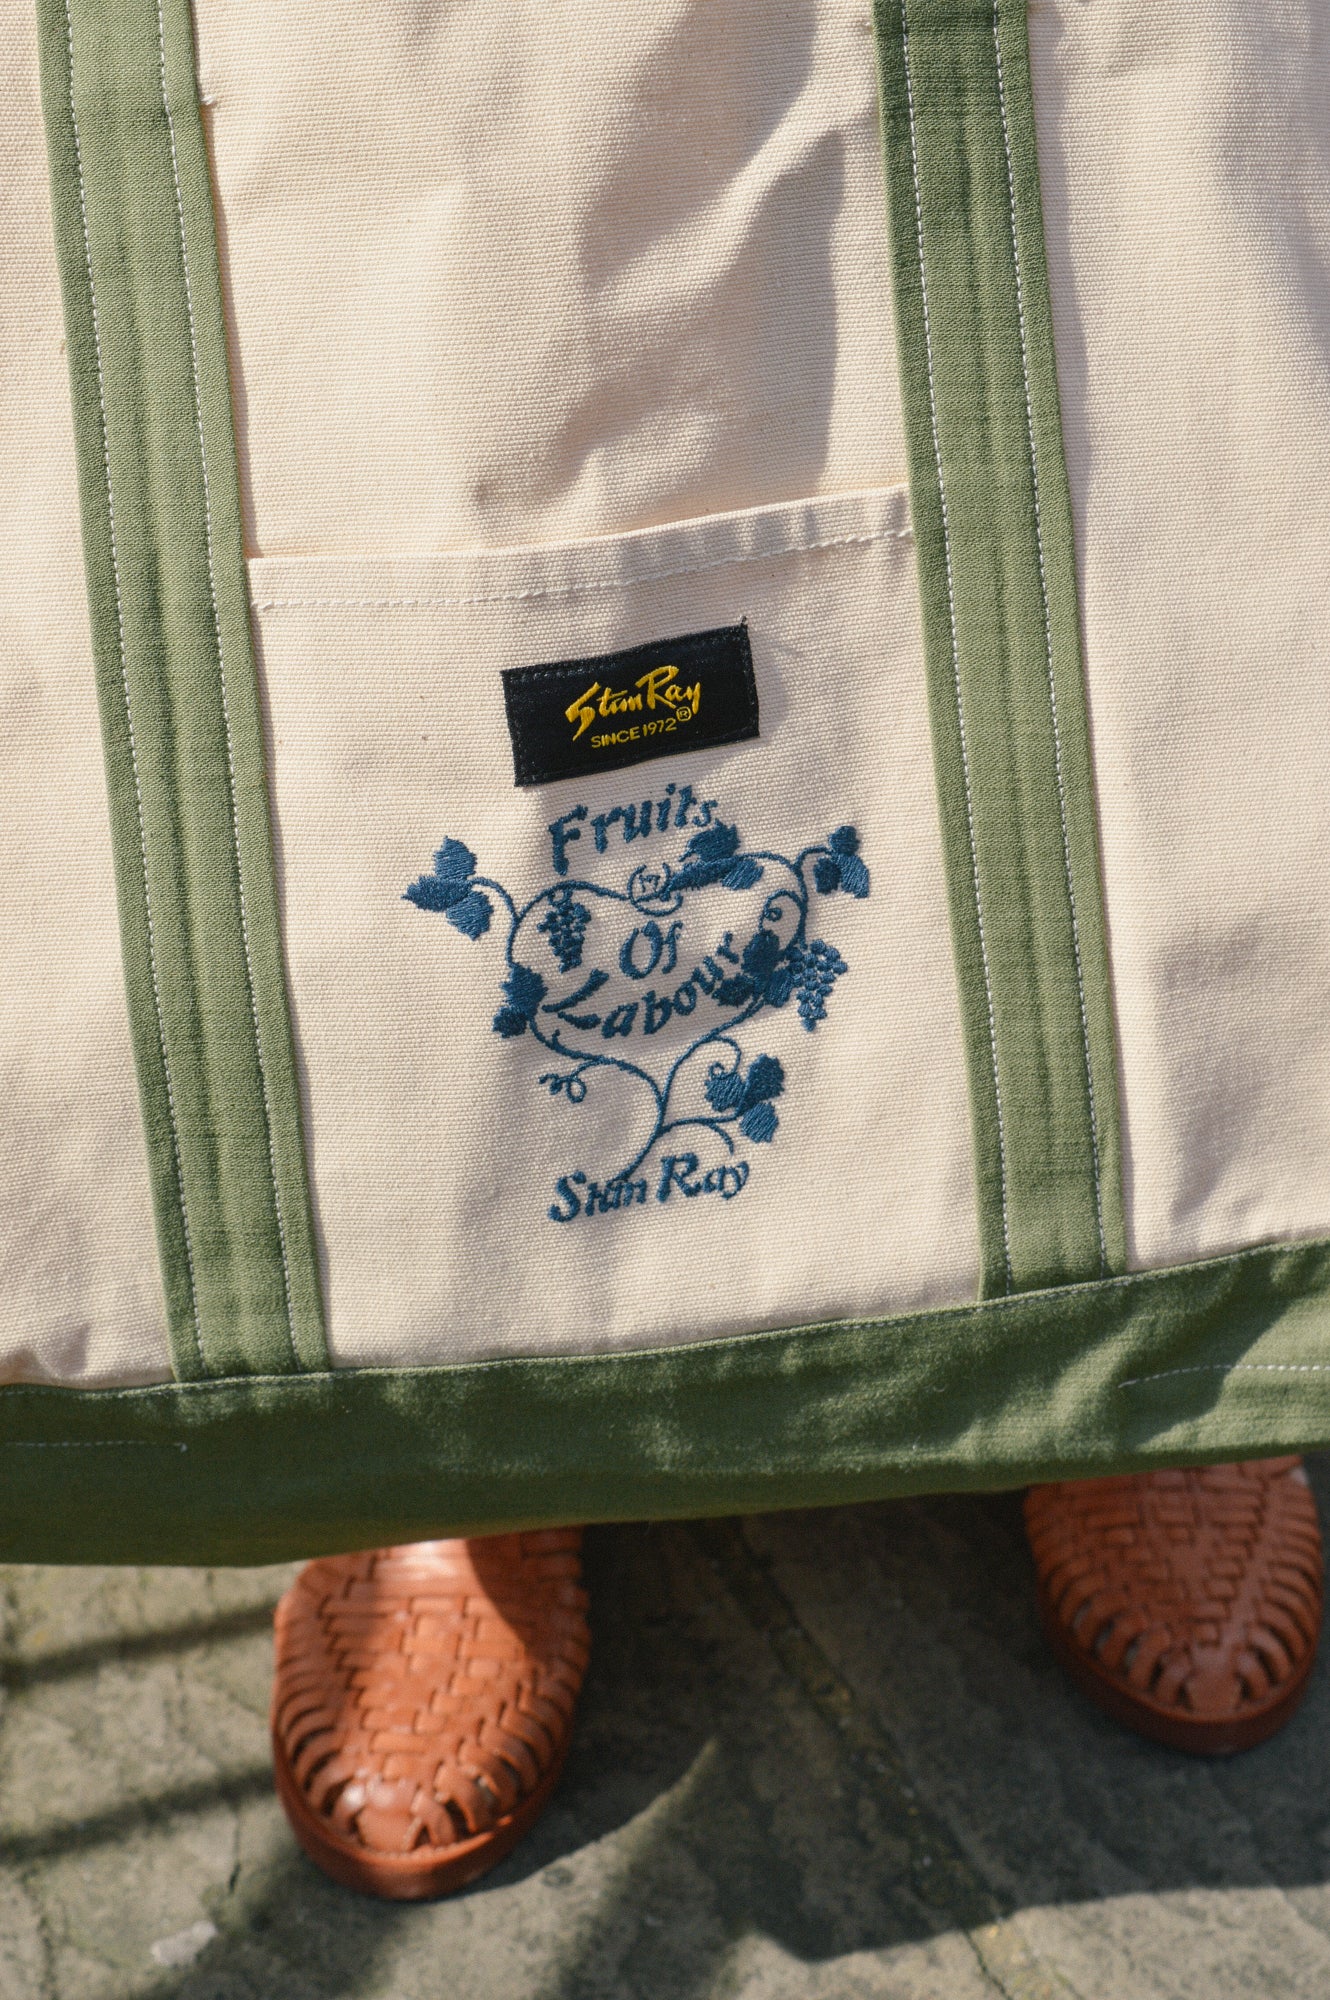 Stan Ray
SINCE 1972 ®
Fruits
Of
Labour
Stan Ray